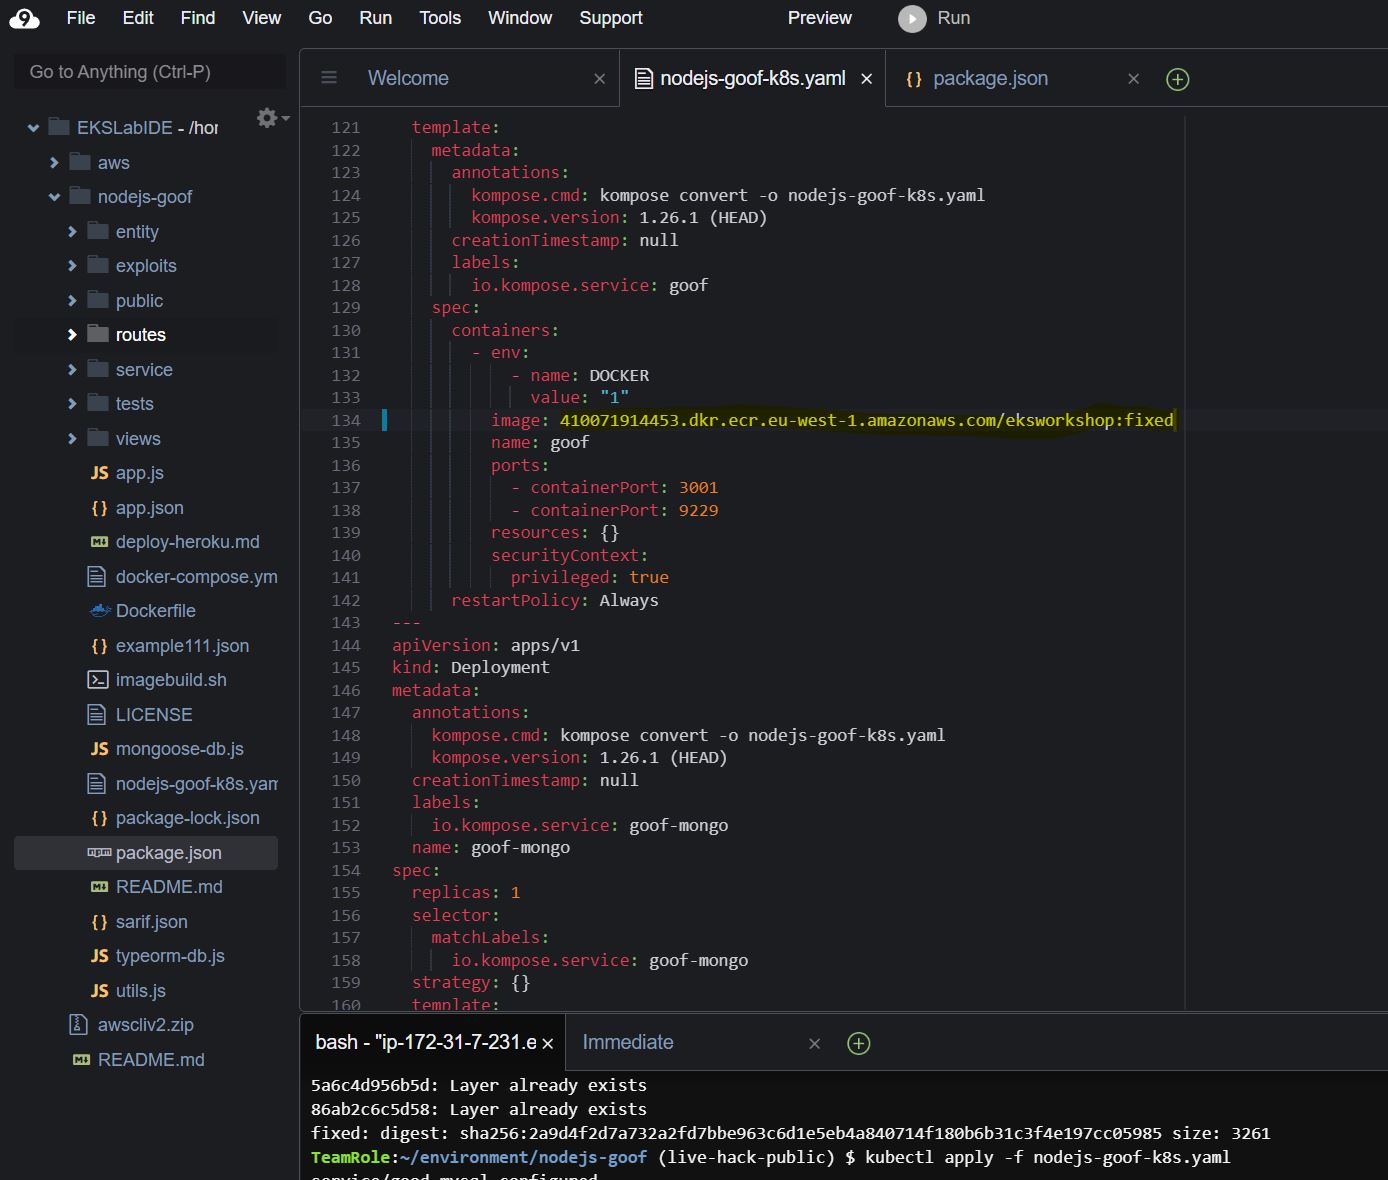 File Edit Find View Go Run Tools Window Support Preview Run
Go to Anything (Ctrl-P)
Welcome
nodejs-goof-k8s.yaml
{} package.json
EKSLabIDE - /hor
aws
nodejs-goof
entity
exploits
public
routes
service
tests
views
JS app.js
{} app.json
M↓ deploy-heroku.md
docker-compose.ym
Dockerfile
{} example111.json
imagebuild.sh
LICENSE
JS mongoose-db.js
nodejs-goof-k8s.yam
{} package-lock.json
npm package.json
M↓ README.md
{} sarif.json
JS typeorm-db.js
JS utils.js
awscliv2.zip
M↓ README.md
121 template:
122 metadata:
123 annotations:
124 kompose.cmd: kompose convert -o nodejs-goof-k8s.yaml
125 kompose.version: 1.26.1 (HEAD)
126 creationTimestamp: null
127 labels:
128 io.kompose.service: goof
129 spec:
130 containers:
131 - env:
132 - name: DOCKER
133 value: "1"
134 image: 410071914453.dkr.ecr.eu-west-1.amazonaws.com/eksworkshop:fixed
135 name: goof
136 ports:
137 - containerPort: 3001
138 - containerPort: 9229
139 resources: {}
140 securityContext:
141 privileged: true
142 restartPolicy: Always
143 ---
144 apiVersion: apps/v1
145 kind: Deployment
146 metadata:
147 annotations:
148 kompose.cmd: kompose convert -o nodejs-goof-k8s.yaml
149 kompose.version: 1.26.1 (HEAD)
150 creationTimestamp: null
151 labels:
152 io.kompose.service: goof-mongo
153 name: goof-mongo
154 spec:
155 replicas: 1
156 selector:
157 matchLabels:
158 io.kompose.service: goof-mongo
159 strategy: {}
160 template:
bash - "ip-172-31-7-231.e
Immediate
5a6c4d956b5d: Layer already exists
86ab2c6c5d58: Layer already exists
fixed: digest: sha256:2a9d4f2d7a732a2fd7bbe963c6d1e5eb4a840714f180b6b31c3f4e197cc05985 size: 3261
TeamRole:~/environment/nodejs-goof (live-hack-public) $ kubectl apply -f nodejs-goof-k8s.yaml